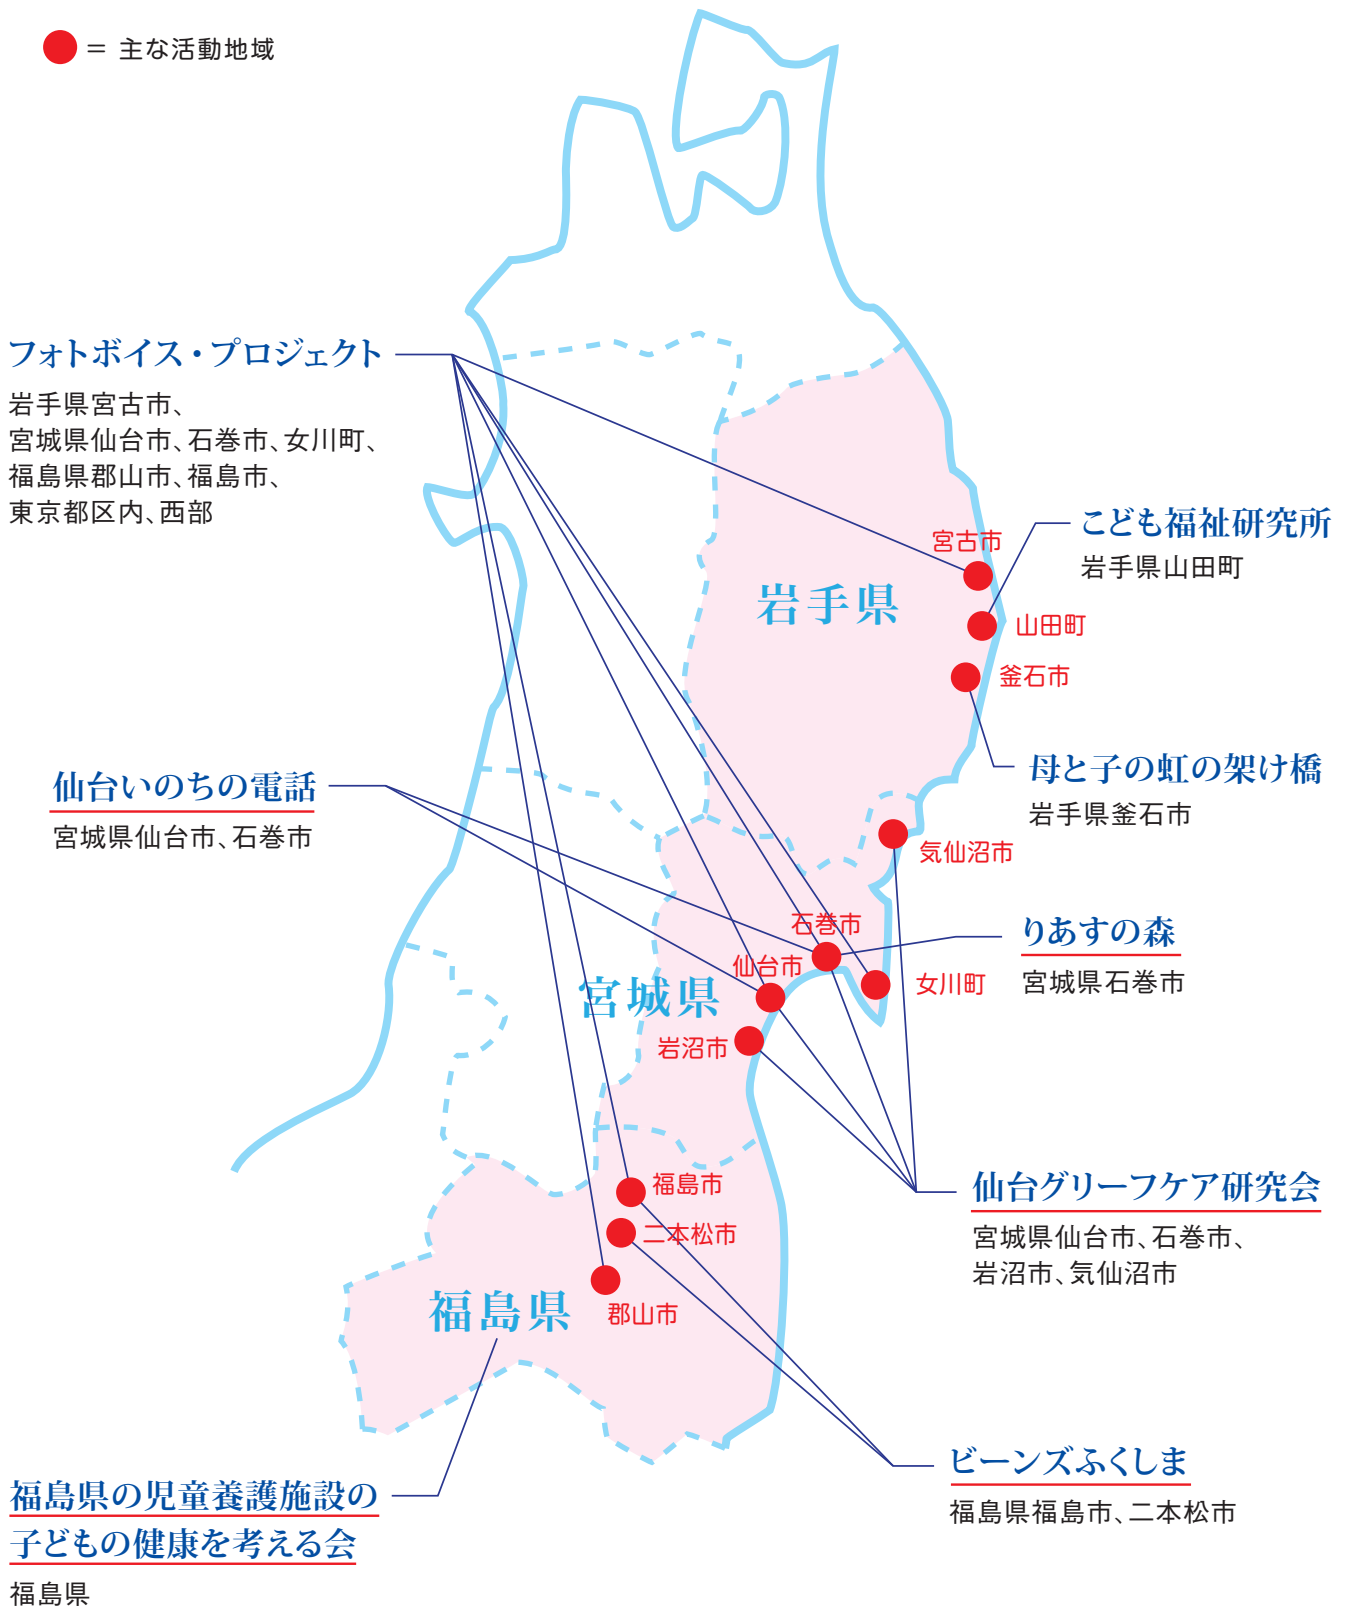 = 主な活動地域
フォトボイス・プロジェクト
岩手県宮古市、
宮城県仙台市、石巻市、女川町、
福島県郡山市、福島市、
東京都区内、西部
こども福祉研究所
岩手県山田町
宮古市
岩手県
山田町
釜石市
母と子の虹の架け橋
岩手県釜石市
仙台いのちの電話
宮城県仙台市、石巻市
気仙沼市
石巻市
りあすの森
宮城県石巻市
仙台市
女川町
宮城県
岩沼市
仙台グリーフケア研究会
宮城県仙台市、石巻市、
岩沼市、気仙沼市
福島市
二本松市
郡山市
福島県
ビーンズふくしま
福島県福島市、二本松市
福島県の児童養護施設の
子どもの健康を考える会
福島県